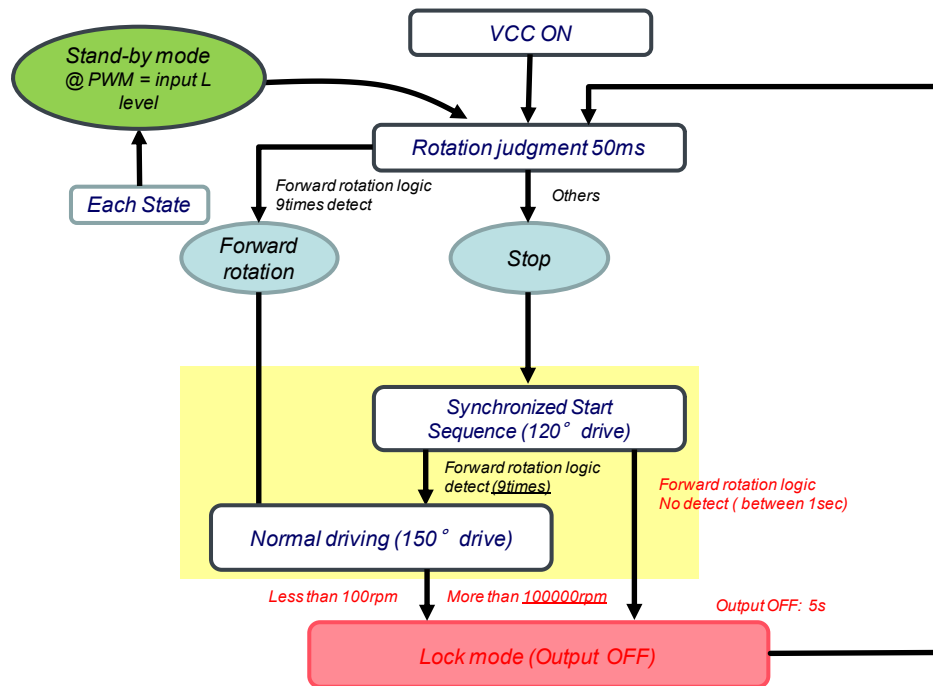 VCC ON
Stand-by mode
@ PWM = input L
level
Rotation judgment 50ms
Each State
Forward rotation logic
9times detect
Others
Forward
rotation
Stop
Synchronized Start
Sequence (120° drive)
Forward rotation logic
detect (9times)
Forward rotation logic
No detect ( between 1sec)
Normal driving (150° drive)
Less than 100rpm
More than 100000rpm
Output OFF: 5s
Lock mode (Output OFF)